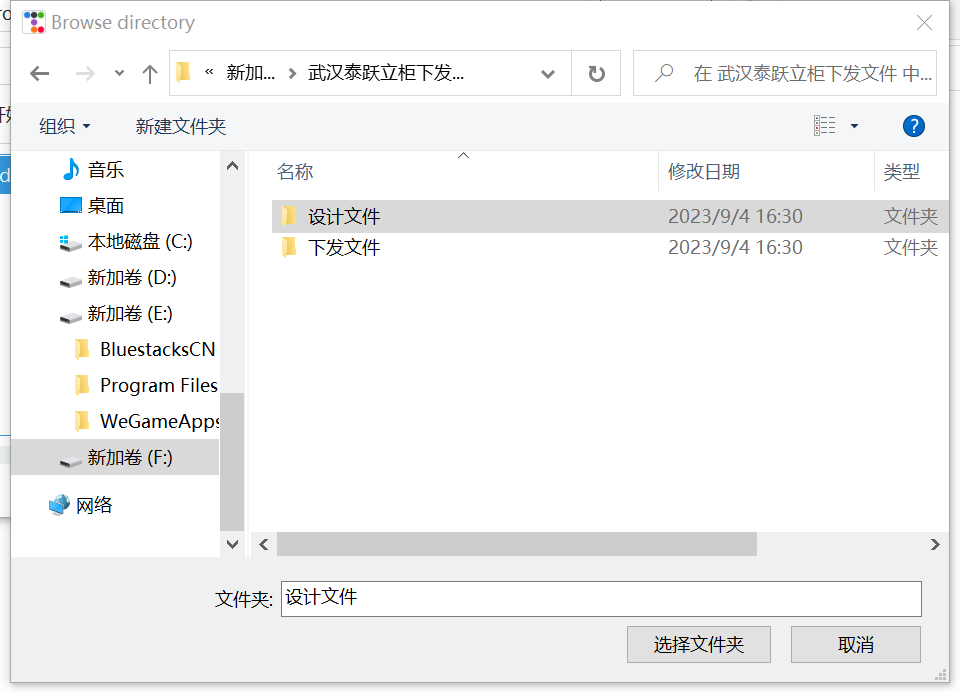 Browse directory
« 新加... › 武汉泰跃立柜下发...
在 武汉泰跃立柜下发文件 中...
组织 新建文件夹
?
名称 修改日期 类型
音乐
桌面
本地磁盘 (C:)
新加卷 (D:)
新加卷 (E:)
BluestacksCN
Program Files
WeGameApps
新加卷 (F:)
网络
设计文件 2023/9/4 16:30 文件夹
下发文件 2023/9/4 16:30 文件夹
文件夹: 设计文件
选择文件夹 取消